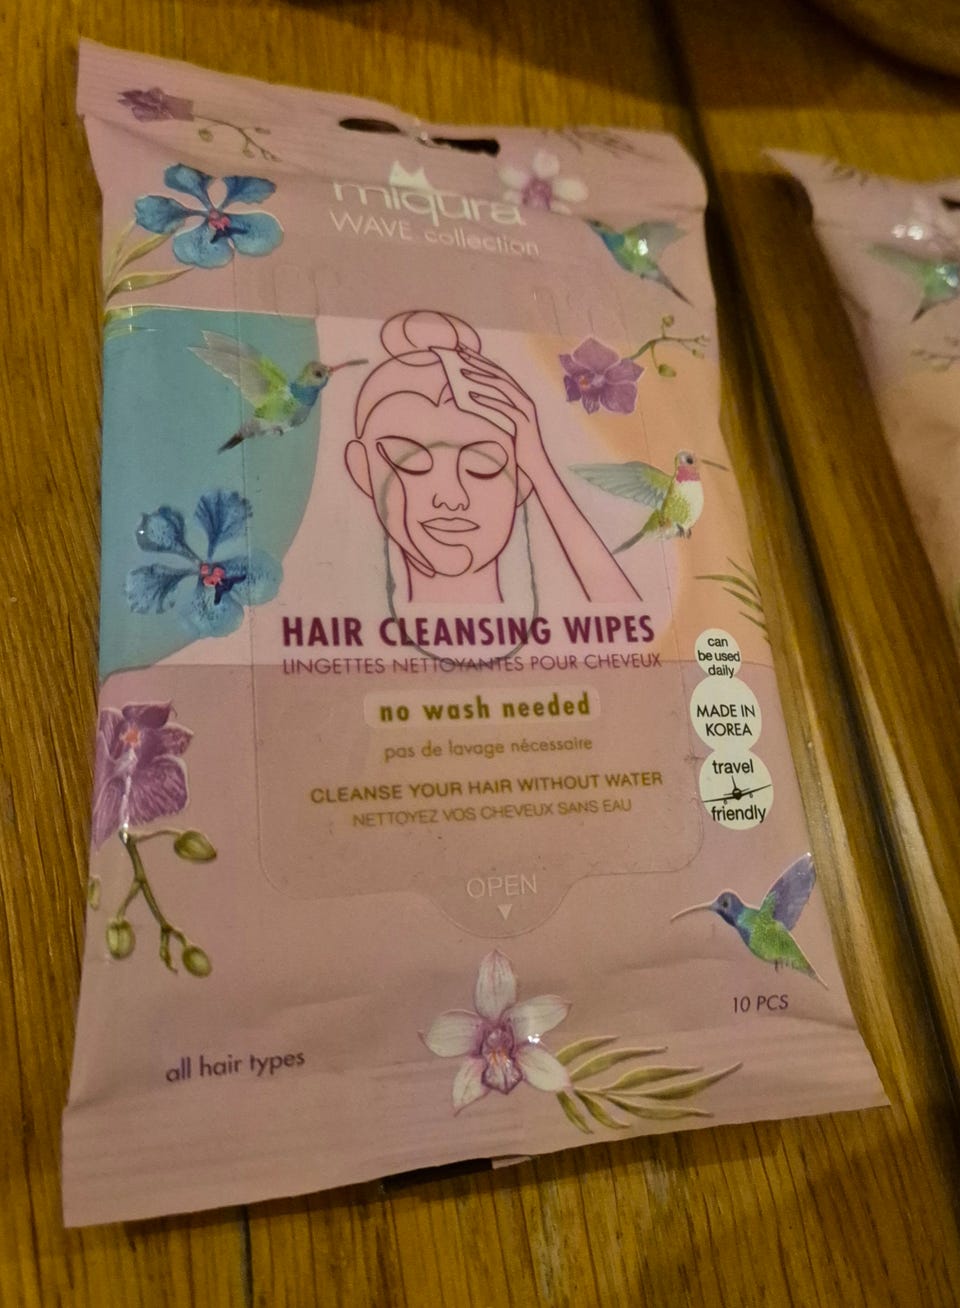 miqura
WAVE collection
HAIR CLEANSING WIPES
LINGETTES NETTOYANTES POUR CHEVEUX
no wash needed
pas de lavage nécessaire
CLEANSE YOUR HAIR WITHOUT WATER
NETTOYEZ VOS CHEVEUX SANS EAU
can
be used
daily
MADE IN
KOREA
travel
friendly
OPEN
10 PCS
all hair types